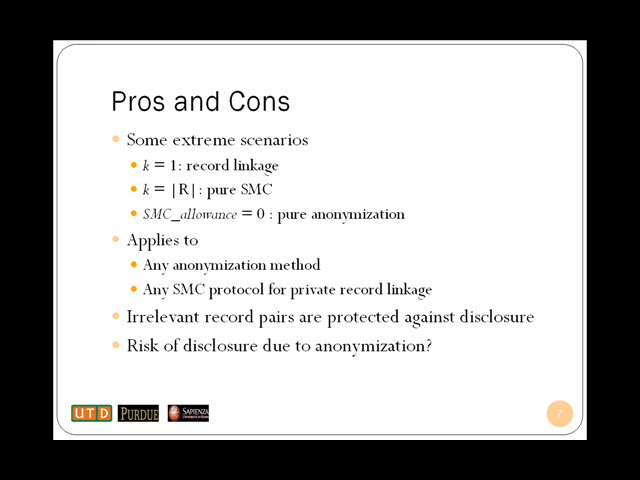 Pros and Cons
Some extreme scenarios
k = 1: record linkage
k = |R|: pure SMC
SMC_allowance = 0 : pure anonymization
Applies to
Any anonymization method
Any SMC protocol for private record linkage
Irrelevant record pairs are protected against disclosure
Risk of disclosure due to anonymization?
UTD PURDUE SAPIENZA
7